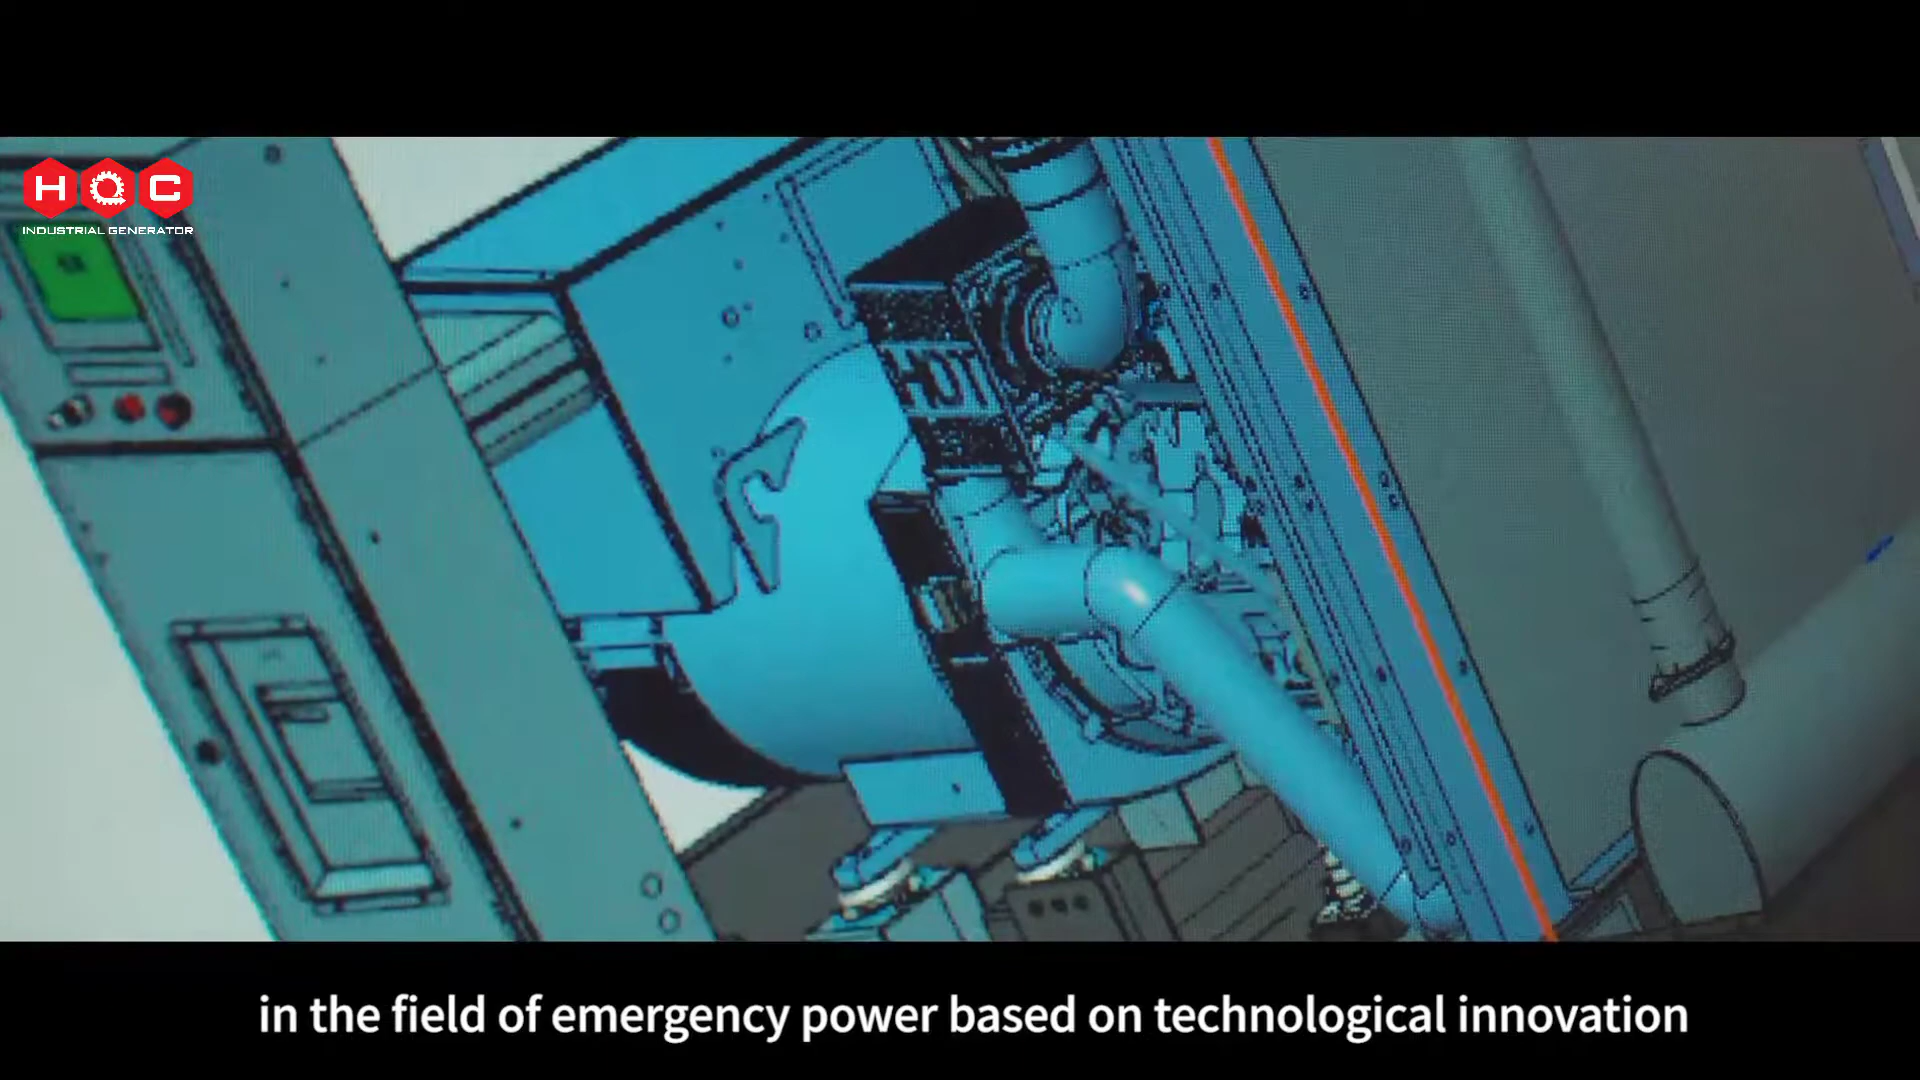 HQC
INDUSTRIAL GENERATOR
HOT
in the field of emergency power based on technological innovation